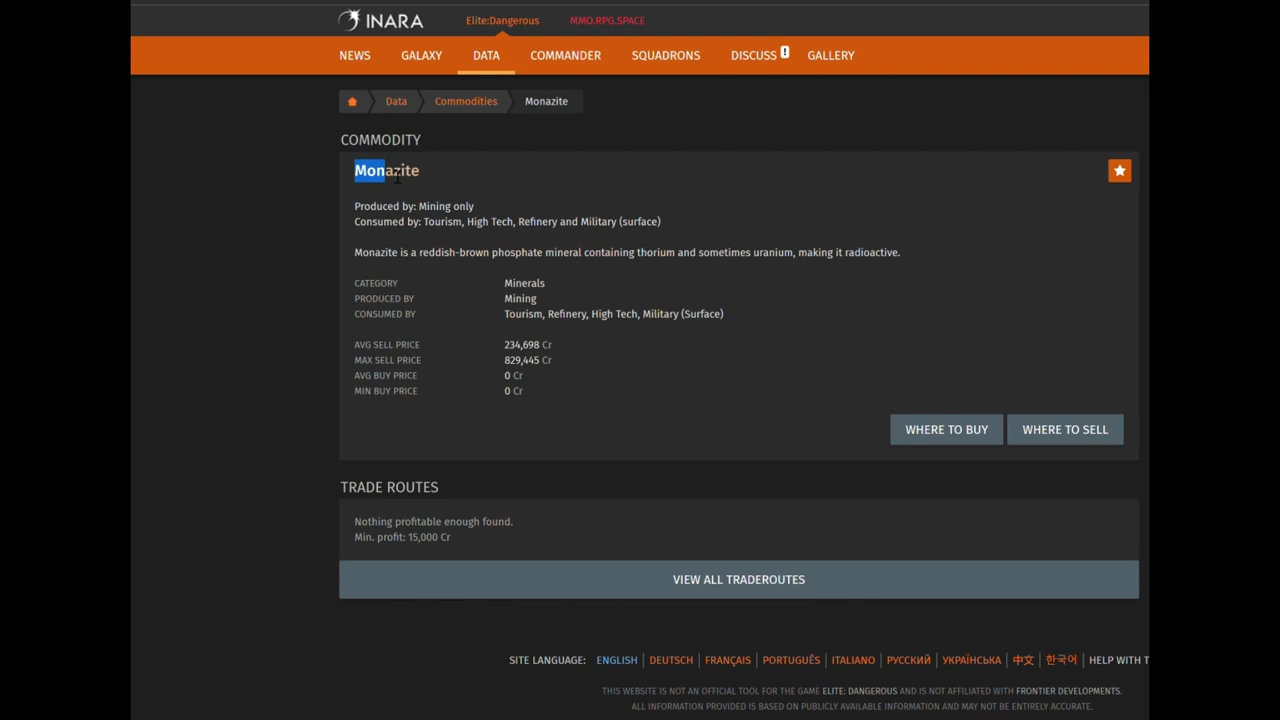 INARA Elite:Dangerous MMO.RPG.SPACE
NEWS GALAXY DATA COMMANDER SQUADRONS DISCUSS ! GALLERY
Data Commodities Monazite
COMMODITY
Monazite
Produced by: Mining only
Consumed by: Tourism, High Tech, Refinery and Military (surface)
Monazite is a reddish-brown phosphate mineral containing thorium and sometimes uranium, making it radioactive.
CATEGORY Minerals
PRODUCED BY Mining
CONSUMED BY Tourism, Refinery, High Tech, Military (Surface)
AVG SELL PRICE 234,698 Cr
MAX SELL PRICE 829,445 Cr
AVG BUY PRICE 0 Cr
MIN BUY PRICE 0 Cr
WHERE TO BUY WHERE TO SELL
TRADE ROUTES
Nothing profitable enough found.
Min. profit: 15,000 Cr
VIEW ALL TRADEROUTES
SITE LANGUAGE: ENGLISH DEUTSCH FRANÇAIS PORTUGUÊS ITALIANO РУССКИЙ УКРАЇНСЬКА 中文 한국어 HELP WITH T
THIS WEBSITE IS NOT AN OFFICIAL TOOL FOR THE GAME ELITE: DANGEROUS AND IS NOT AFFILIATED WITH FRONTIER DEVELOPMENTS.
ALL INFORMATION PROVIDED IS BASED ON PUBLICLY AVAILABLE INFORMATION AND MAY NOT BE ENTIRELY ACCURATE.